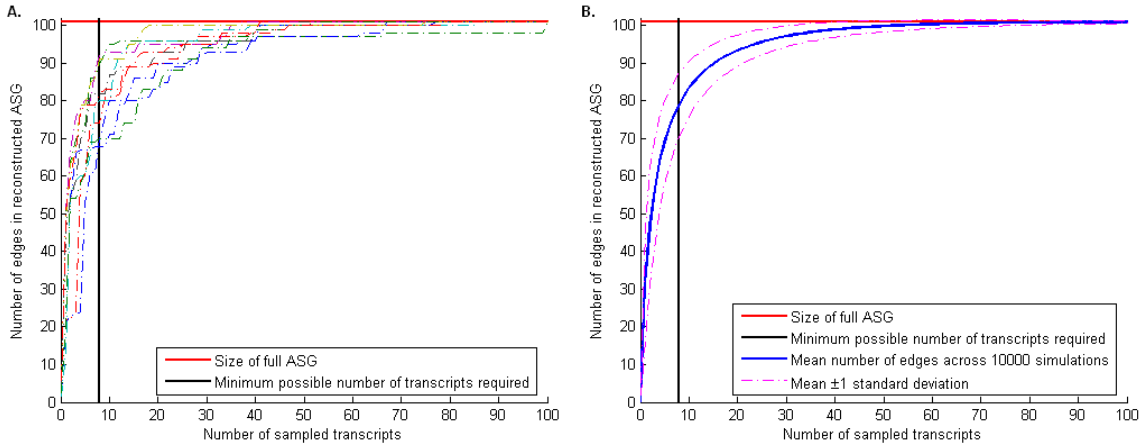 A.
Number of edges in reconstructed ASG
100
90
80
70
60
50
40
30
20
10
0
0 10 20 30 40 50 60 70 80 90 100
Number of sampled transcripts
Size of full ASG
Minimum possible number of transcripts required
B.
Number of edges in reconstructed ASG
100
90
80
70
60
50
40
30
20
10
0
0 10 20 30 40 50 60 70 80 90 100
Number of sampled transcripts
Size of full ASG
Minimum possible number of transcripts required
Mean number of edges across 10000 simulations
Mean ±1 standard deviation